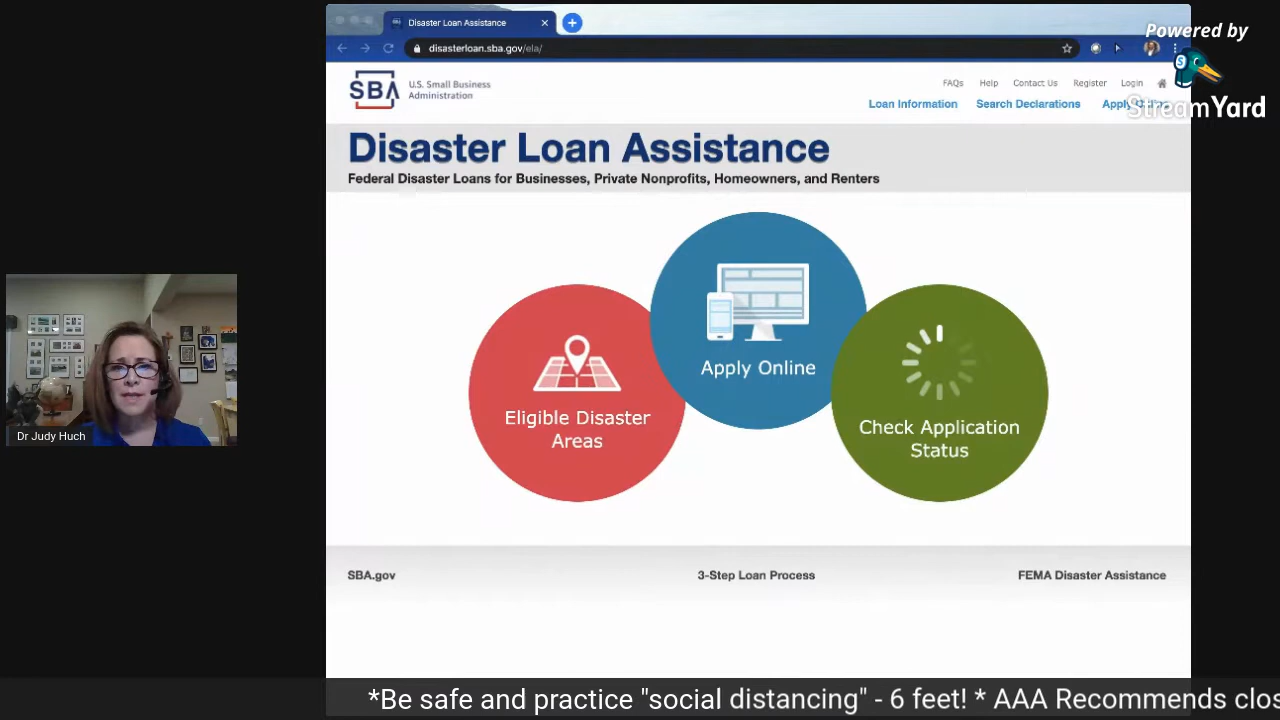 Disaster Loan Assistance
disasterloan.sba.gov/ela/
Powered by
StreamYard
SBA
U.S. Small Business
Administration
FAQs Help Contact Us Register Login
Loan Information Search Declarations Apply
Disaster Loan Assistance
Federal Disaster Loans for Businesses, Private Nonprofits, Homeowners, and Renters
Apply Online
Eligible Disaster
Areas
Check Application
Status
Dr Judy Huch
SBA.gov 3-Step Loan Process FEMA Disaster Assistance
*Be safe and practice "social distancing" - 6 feet! * AAA Recommends clos